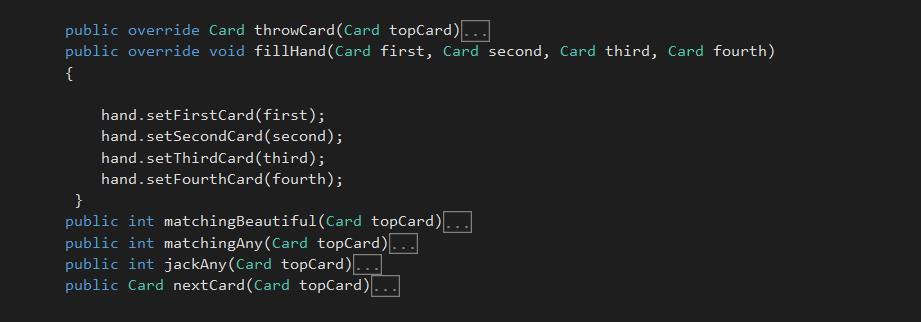 public override Card throwCard(Card topCard)...
public override void fillHand(Card first, Card second, Card third, Card fourth)
{
hand.setFirstCard(first);
hand.setSecondCard(second);
hand.setThirdCard(third);
hand.setFourthCard(fourth);
}
public int matchingBeautiful(Card topCard)...
public int matchingAny(Card topCard)...
public int jackAny(Card topCard)...
public Card nextCard(Card topCard)...